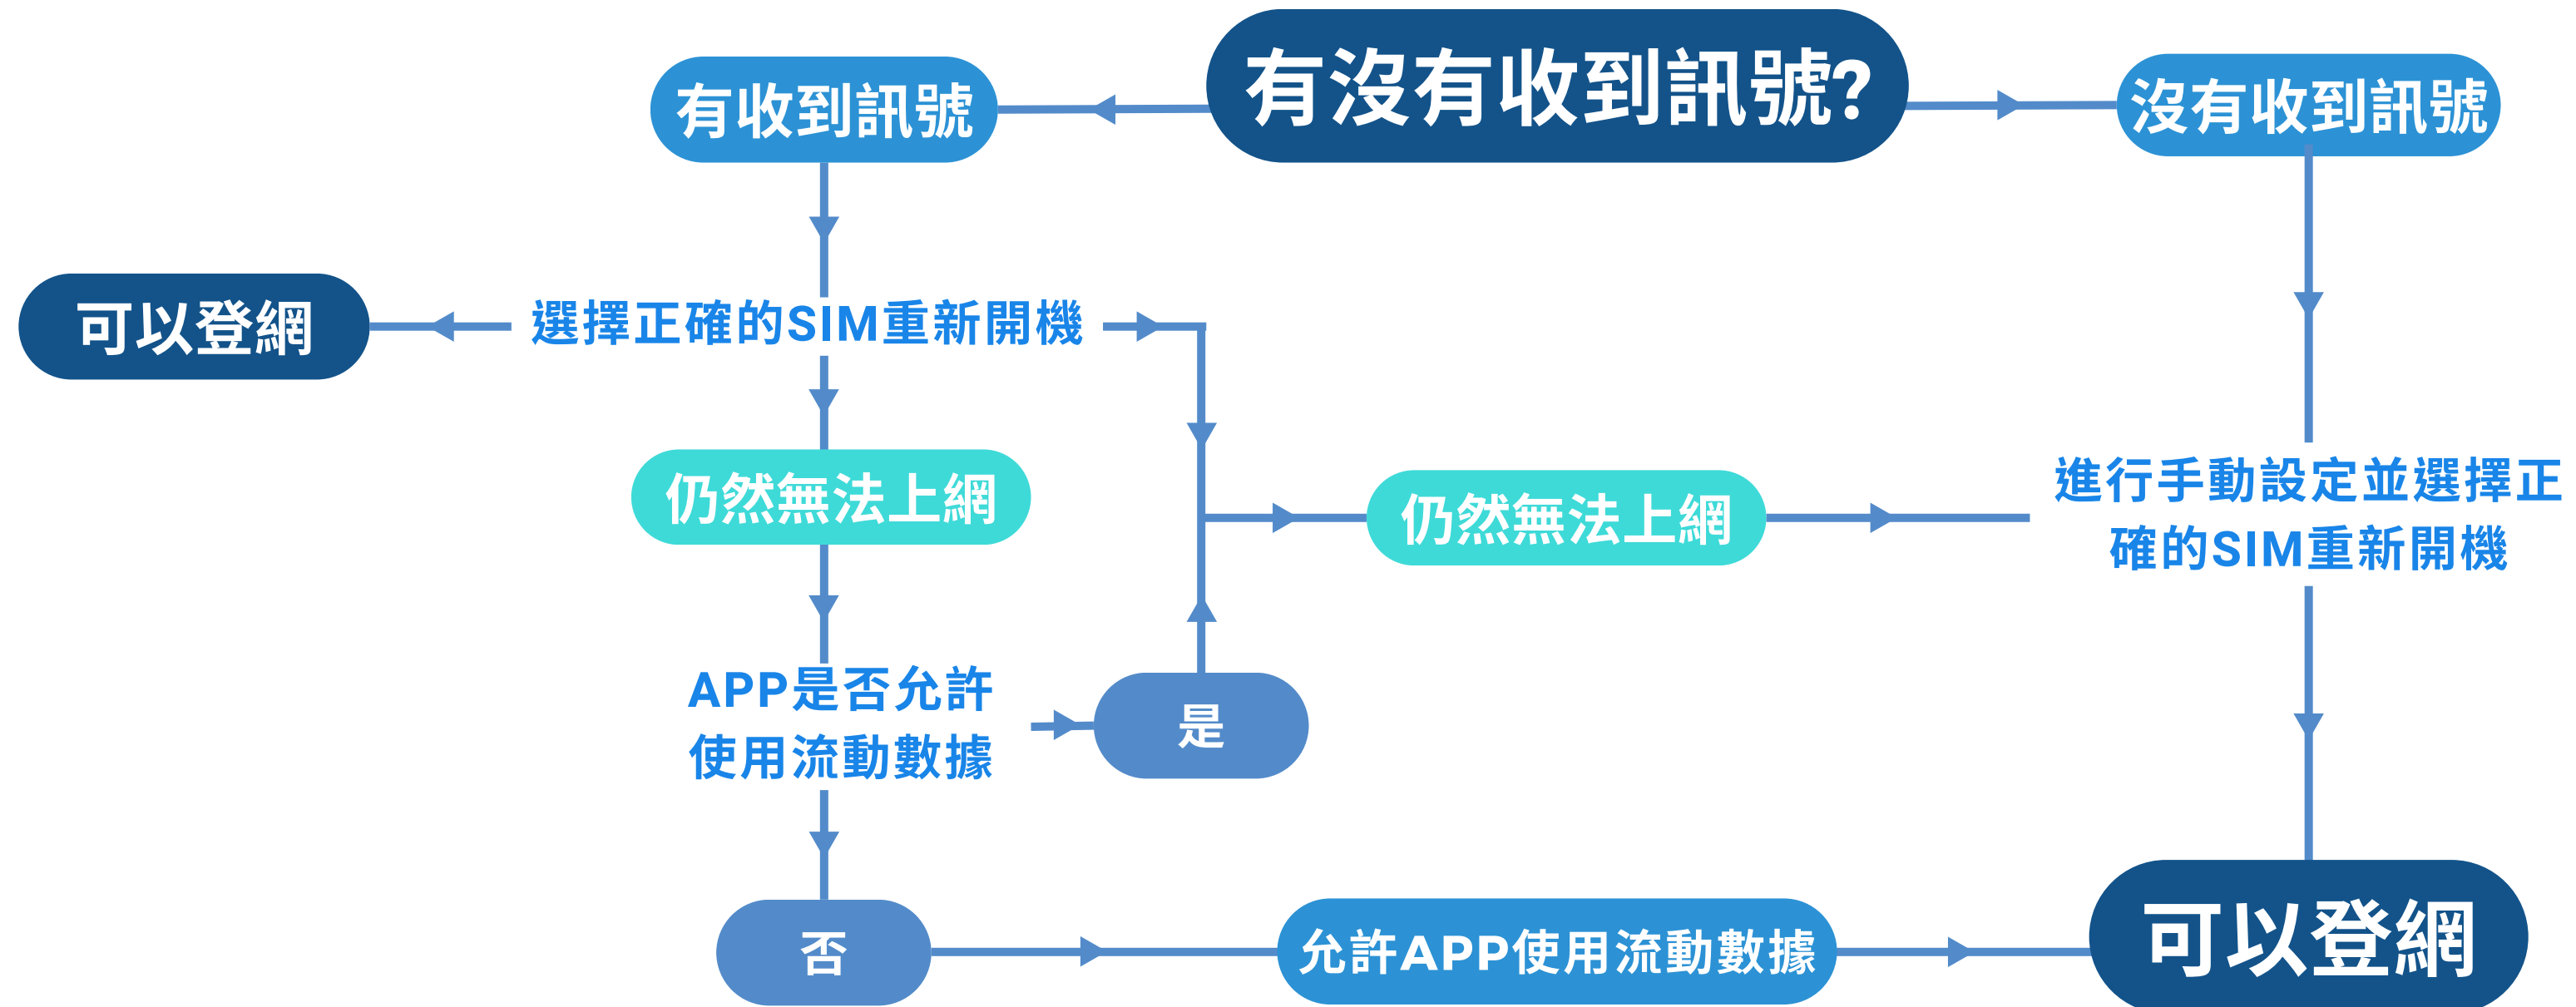 有沒有收到訊號?
有收到訊號
沒有收到訊號
可以登網
選擇正確的SIM重新開機
仍然無法上網
仍然無法上網
進行手動設定並選擇正
確的SIM重新開機
APP是否允許
使用流動數據
是
否
允許APP使用流動數據
可以登網